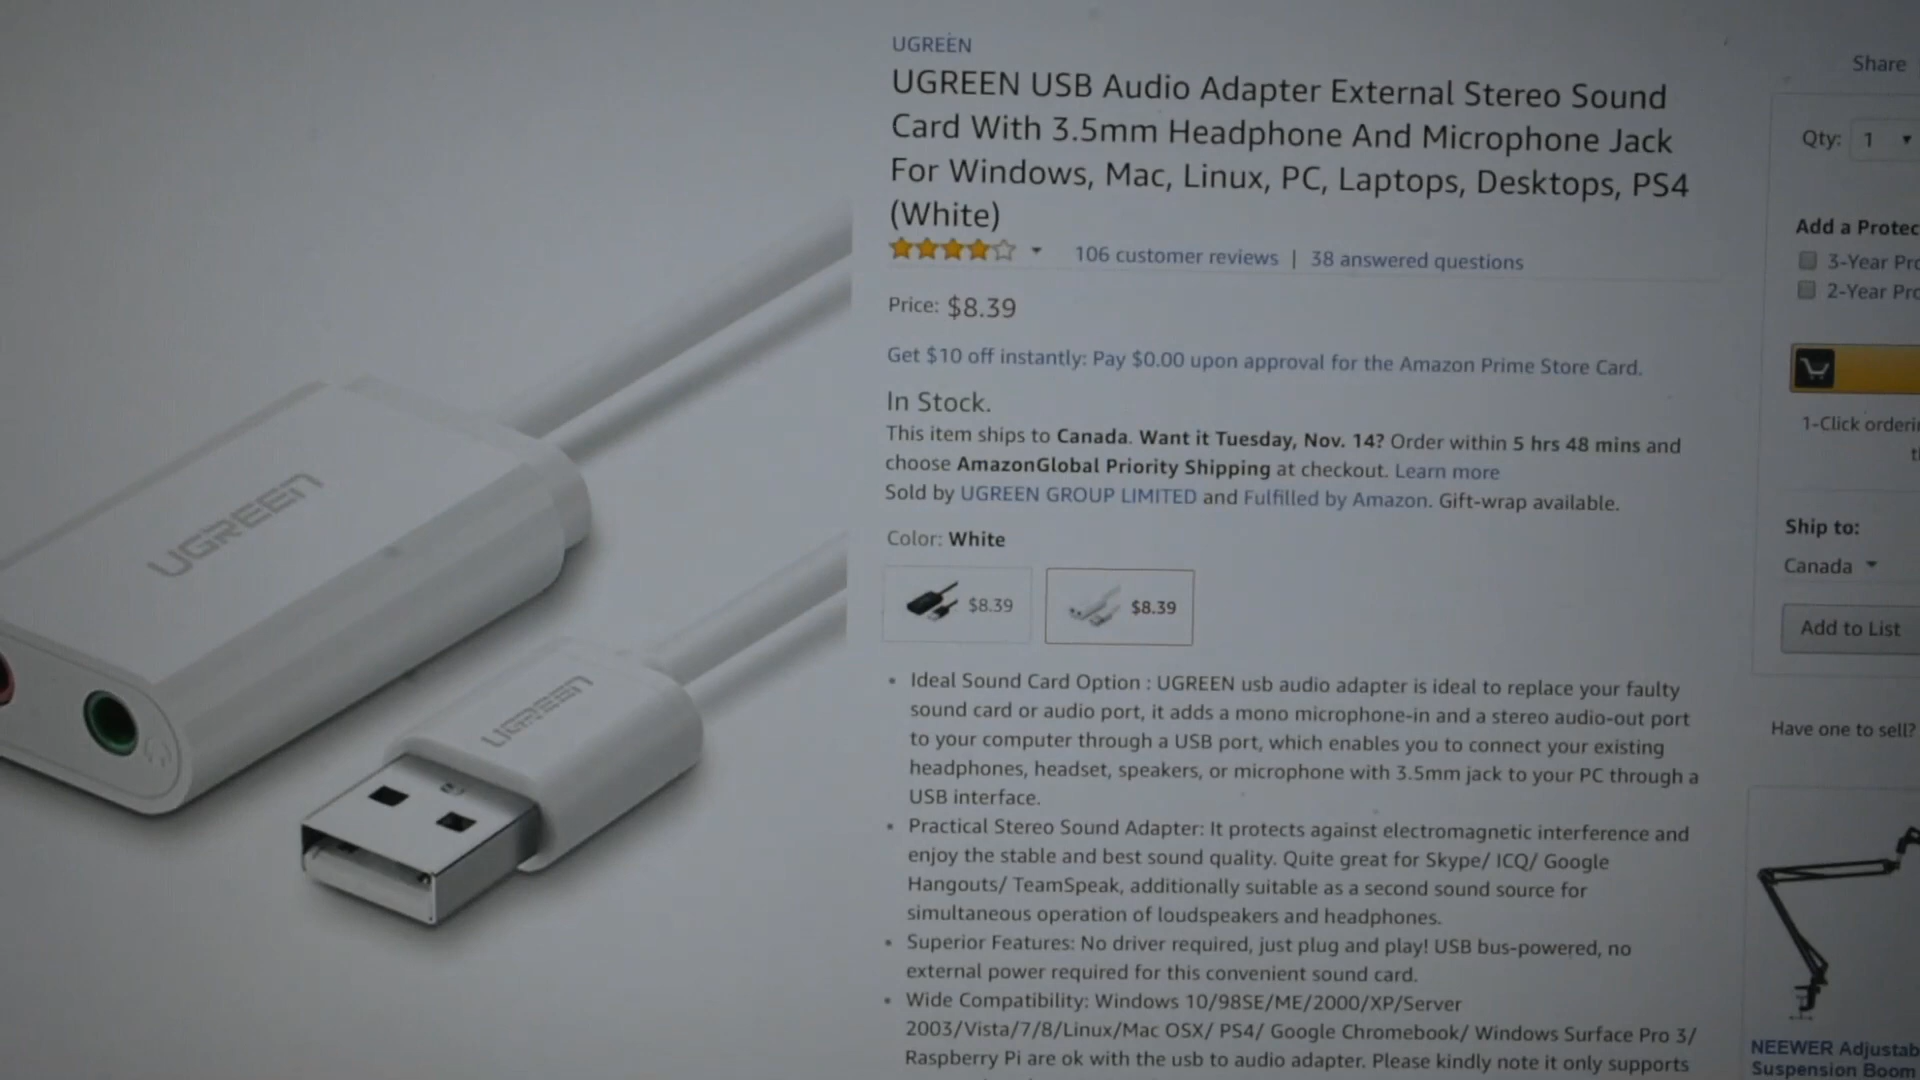 UGREEN
UGREEN USB Audio Adapter External Stereo Sound
Card With 3.5mm Headphone And Microphone Jack
For Windows, Mac, Linux, PC, Laptops, Desktops, PS4
(White)
106 customer reviews | 38 answered questions
Price: $8.39
Get $10 off instantly: Pay $0.00 upon approval for the Amazon Prime Store Card.
In Stock.
This item ships to Canada. Want it Tuesday, Nov. 14? Order within 5 hrs 48 mins and
choose AmazonGlobal Priority Shipping at checkout. Learn more
Sold by UGREEN GROUP LIMITED and Fulfilled by Amazon. Gift-wrap available.
Color: White
$8.39
$8.39
• Ideal Sound Card Option : UGREEN usb audio adapter is ideal to replace your faulty
sound card or audio port, it adds a mono microphone-in and a stereo audio-out port
to your computer through a USB port, which enables you to connect your existing
headphones, headset, speakers, or microphone with 3.5mm jack to your PC through a
USB interface.
• Practical Stereo Sound Adapter: It protects against electromagnetic interference and
enjoy the stable and best sound quality. Quite great for Skype/ ICQ/ Google
Hangouts/ TeamSpeak, additionally suitable as a second sound source for
simultaneous operation of loudspeakers and headphones.
• Superior Features: No driver required, just plug and play! USB bus-powered, no
external power required for this convenient sound card.
• Wide Compatibility: Windows 10/98SE/ME/2000/XP/Server
2003/Vista/7/8/Linux/Mac OSX/ PS4/ Google Chromebook/ Windows Surface Pro 3/
Raspberry Pi are ok with the usb to audio adapter. Please kindly note it only supports
Share
Qty: 1
Add a Protec
3-Year Pro
2-Year Pro
1-Click orderi
Ship to:
Canada
Add to List
Have one to sell?
NEEWER Adjustab
Suspension Boom
UGREEN
UGREEN